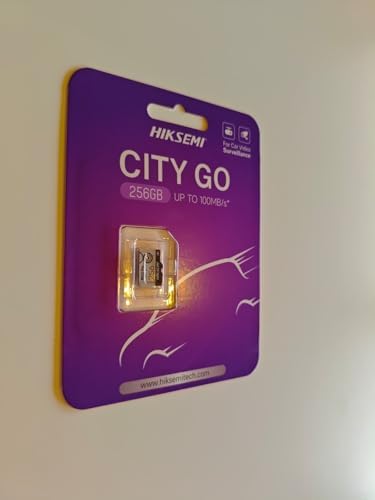 HIKSEMI
For Car Video
Surveillance
CITY GO
256GB UP TO 100MB/s*
www.hiksemitech.com